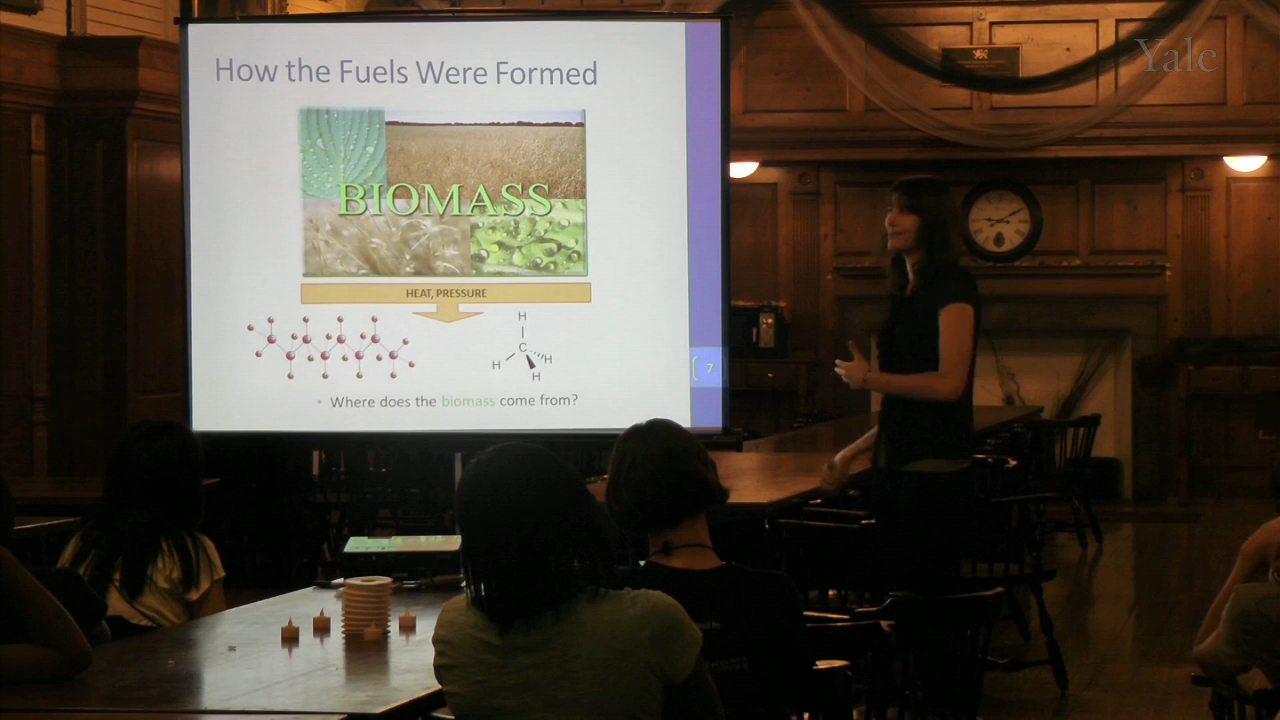 Yale
How the Fuels Were Formed
BIOMASS
HEAT, PRESSURE
H
C
H
H
H
7
• Where does the biomass come from?